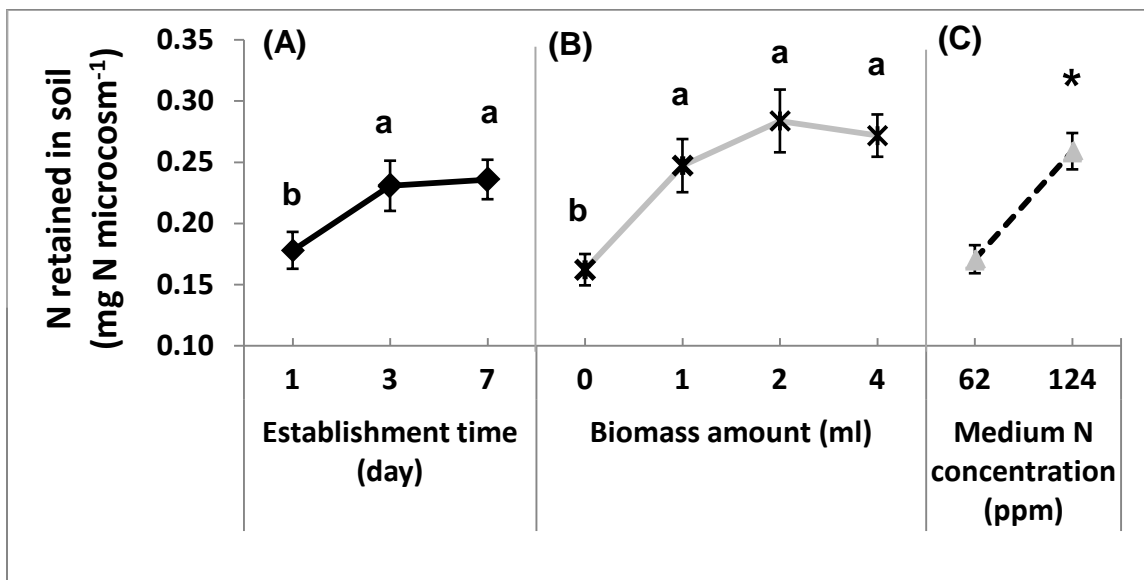 N retained in soil
(mg N microcosm⁻¹)
0.35
0.30
0.25
0.20
0.15
0.10
(A)
b
a
a
1 3 7
Establishment time
(day)
(B)
b
a
a
a
0 1 2 4
Biomass amount (ml)
(C)
*
62 124
Medium N
concentration
(ppm)